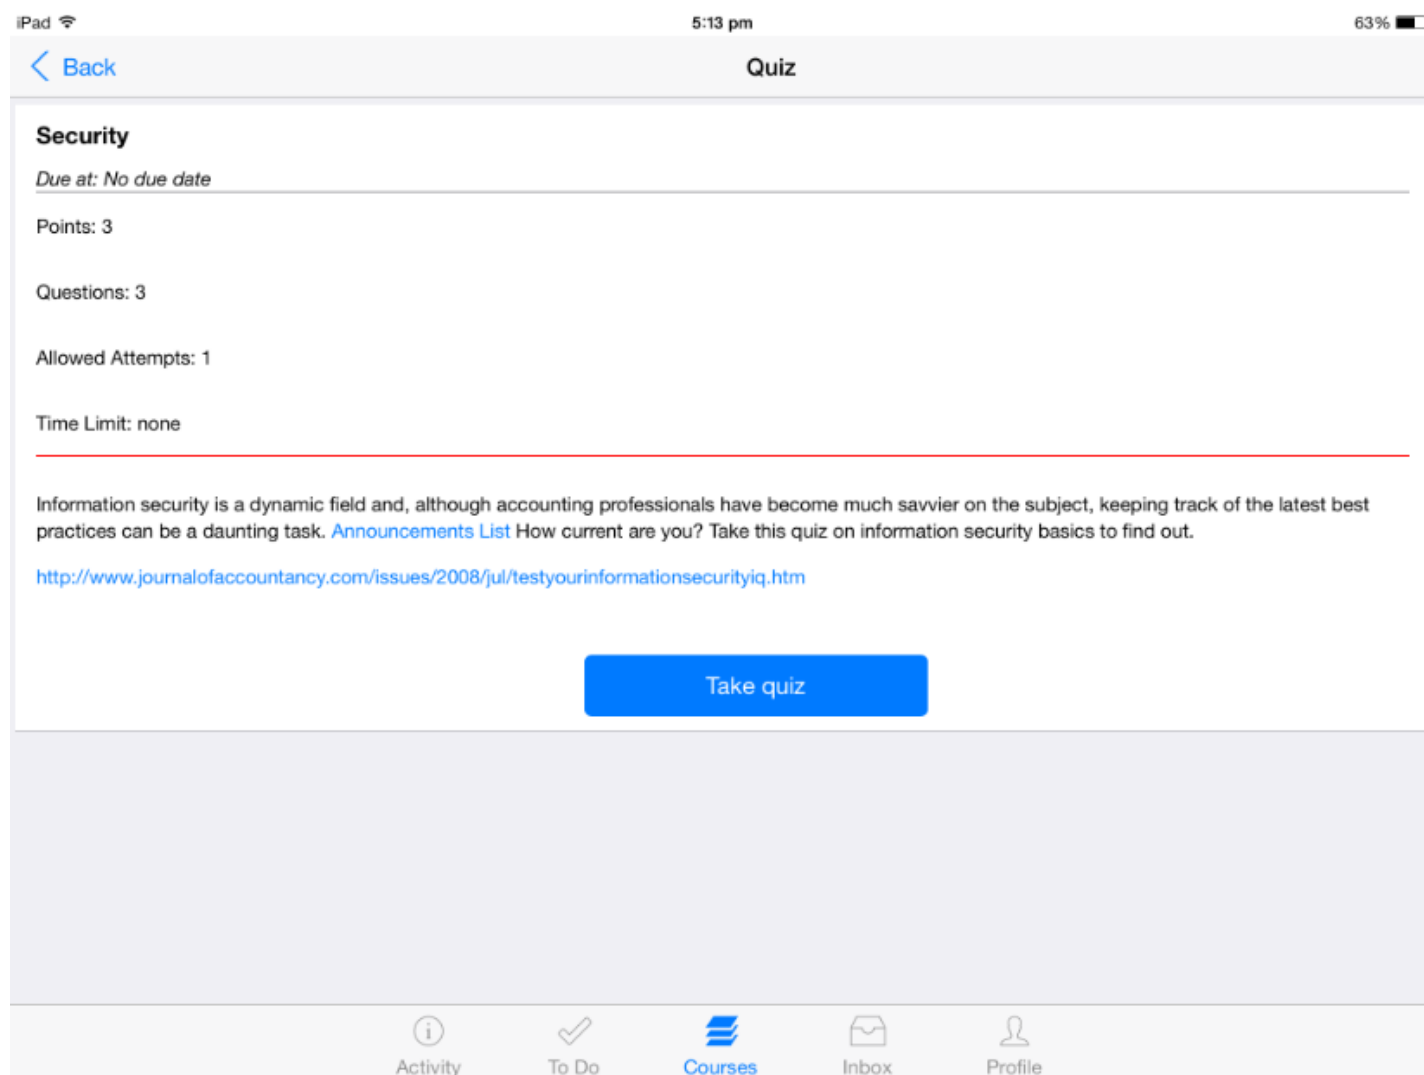 iPad 5:13 pm 63%
Back Quiz
Security
Due at: No due date
Points: 3
Questions: 3
Allowed Attempts: 1
Time Limit: none
Information security is a dynamic field and, although accounting professionals have become much savvier on the subject, keeping track of the latest best
practices can be a daunting task. Announcements List How current are you? Take this quiz on information security basics to find out.
http://www.journalofaccountancy.com/issues/2008/jul/testyourinformationsecurityiq.htm
Take quiz
Activity To Do Courses Inbox Profile